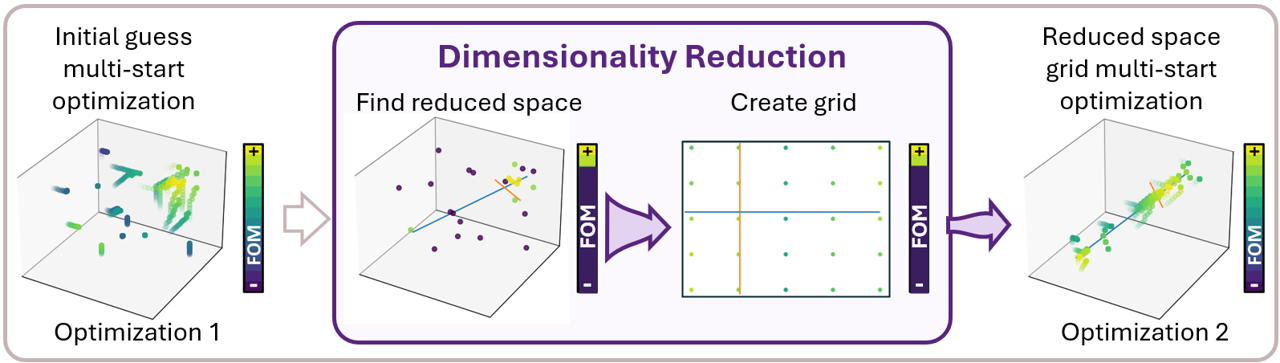 Initial guess
multi-start
optimization
+
FOM
-
Optimization 1
Dimensionality Reduction
Find reduced space
+
FOM
-
Create grid
+
FOM
-
Reduced space
grid multi-start
optimization
+
FOM
-
Optimization 2